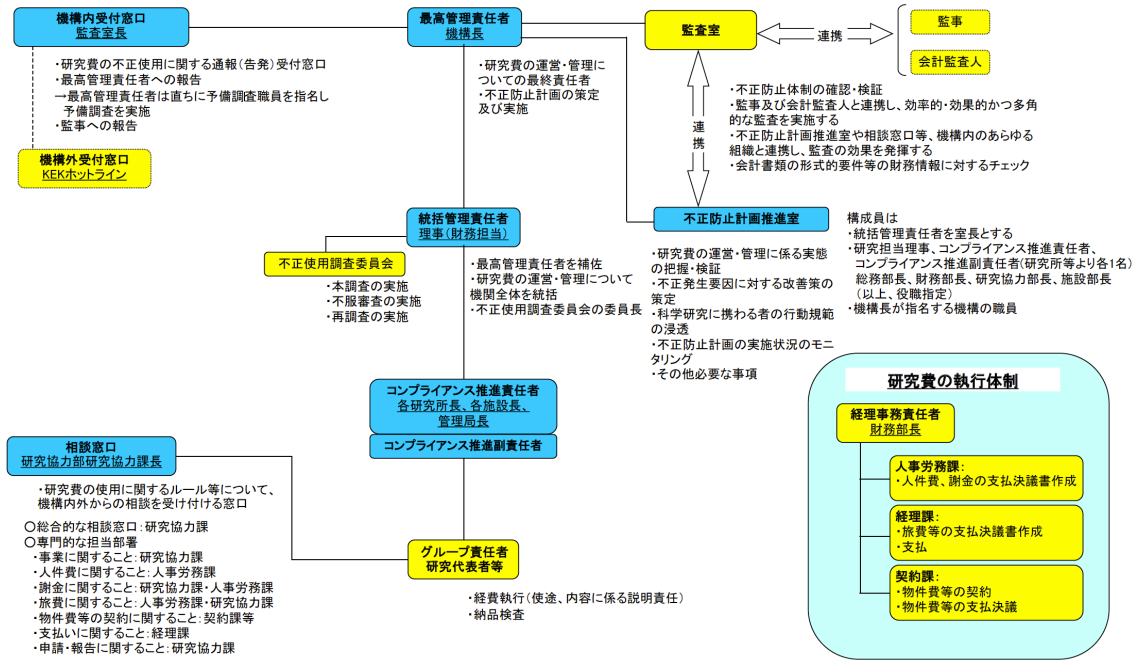 機構内受付窓口
監査室長
・研究費の不正使用に関する通報(告発)受付窓口
・最高管理責任者への報告
→最高管理責任者は直ちに予備調査職員を指名し
予備調査を実施
・監事への報告
機構外受付窓口
KEKホットライン
最高管理責任者
機構長
・研究費の運営・管理に
ついての最終責任者
・不正防止計画の策定
及び実施
監査室
連携
監事
会計監査人
連
携
・不正防止体制の確認・検証
・監事及び会計監査人と連携し、効率的・効果的かつ多角
的な監査を実施する
・不正防止計画推進室や相談窓口等、機構内のあらゆる
組織と連携し、監査の効果を発揮する
・会計書類の形式的要件等の財務情報に対するチェック
統括管理責任者
理事(財務担当)
不正使用調査委員会
・本調査の実施
・不服審査の実施
・再調査の実施
・最高管理責任者を補佐
・研究費の運営・管理について
機関全体を統括
・不正使用調査委員会の委員長
不正防止計画推進室
・研究費の運営・管理に係る実態
の把握・検証
・不正発生要因に対する改善策の
策定
・科学研究に携わる者の行動規範
の浸透
・不正防止計画の実施状況のモニ
タリング
・その他必要な事項
構成員は
・統括管理責任者を室長とする
・研究担当理事、コンプライアンス推進責任者、
コンプライアンス推進副責任者(研究所等より各1名)
総務部長、財務部長、研究協力部長、施設部長
(以上、役職指定)
・機構長が指名する機構の職員
コンプライアンス推進責任者
各研究所長、各施設長、
管理局長
コンプライアンス推進副責任者
相談窓口
研究協力部研究協力課長
・研究費の使用に関するルール等について、
機構内外からの相談を受け付ける窓口
○総合的な相談窓口:研究協力課
○専門的な担当部署
・事業に関すること:研究協力課
・人件費に関すること:人事労務課
・謝金に関すること:研究協力課・人事労務課
・旅費に関すること:人事労務課・研究協力課
・物件費等の契約に関すること:契約課等
・支払いに関すること:経理課
・申請・報告に関すること:研究協力課
グループ責任者
研究代表者等
・経費執行(使途、内容に係る説明責任)
・納品検査
研究費の執行体制
経理事務責任者
財務部長
人事労務課:
・人件費、謝金の支払決議書作成
経理課:
・旅費等の支払決議書作成
・支払
契約課:
・物件費等の契約
・物件費等の支払決議